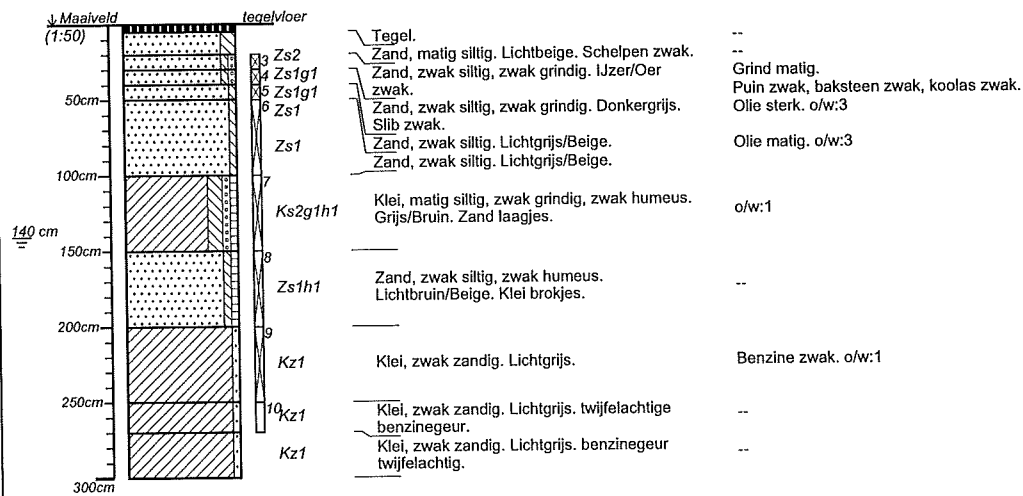 Maaiveld tegelvloer
(1:50)
Tegel. --
Zand, matig siltig. Lichtbeige. Schelpen zwak. --
3 Zs2
Zand, zwak siltig, zwak grindig. IJzer/Oer Grind matig.
4 Zs1g1
zwak. Puin zwak, baksteen zwak, koolas zwak.
5 Zs1g1
50cm 6 Zs1 Zand, zwak siltig, zwak grindig. Donkergrijs. Olie sterk. o/w:3
Slib zwak.
Zs1 Zand, zwak siltig. Lichtgrijs/Beige. Olie matig. o/w:3
Zand, zwak siltig. Lichtgrijs/Beige.
100cm 7
Klei, matig siltig, zwak grindig, zwak humeus.
Ks2g1h1 Grijs/Bruin. Zand laagjes. o/w:1
140 cm
150cm 8
Zand, zwak siltig, zwak humeus.
Zs1h1 Lichtbruin/Beige. Klei brokjes. --
200cm 9
Kz1 Klei, zwak zandig. Lichtgrijs. Benzine zwak. o/w:1
250cm 10
Kz1 Klei, zwak zandig. Lichtgrijs. twijfelachtige --
benzinegeur.
Kz1 Klei, zwak zandig. Lichtgrijs. benzinegeur --
twijfelachtig.
300cm